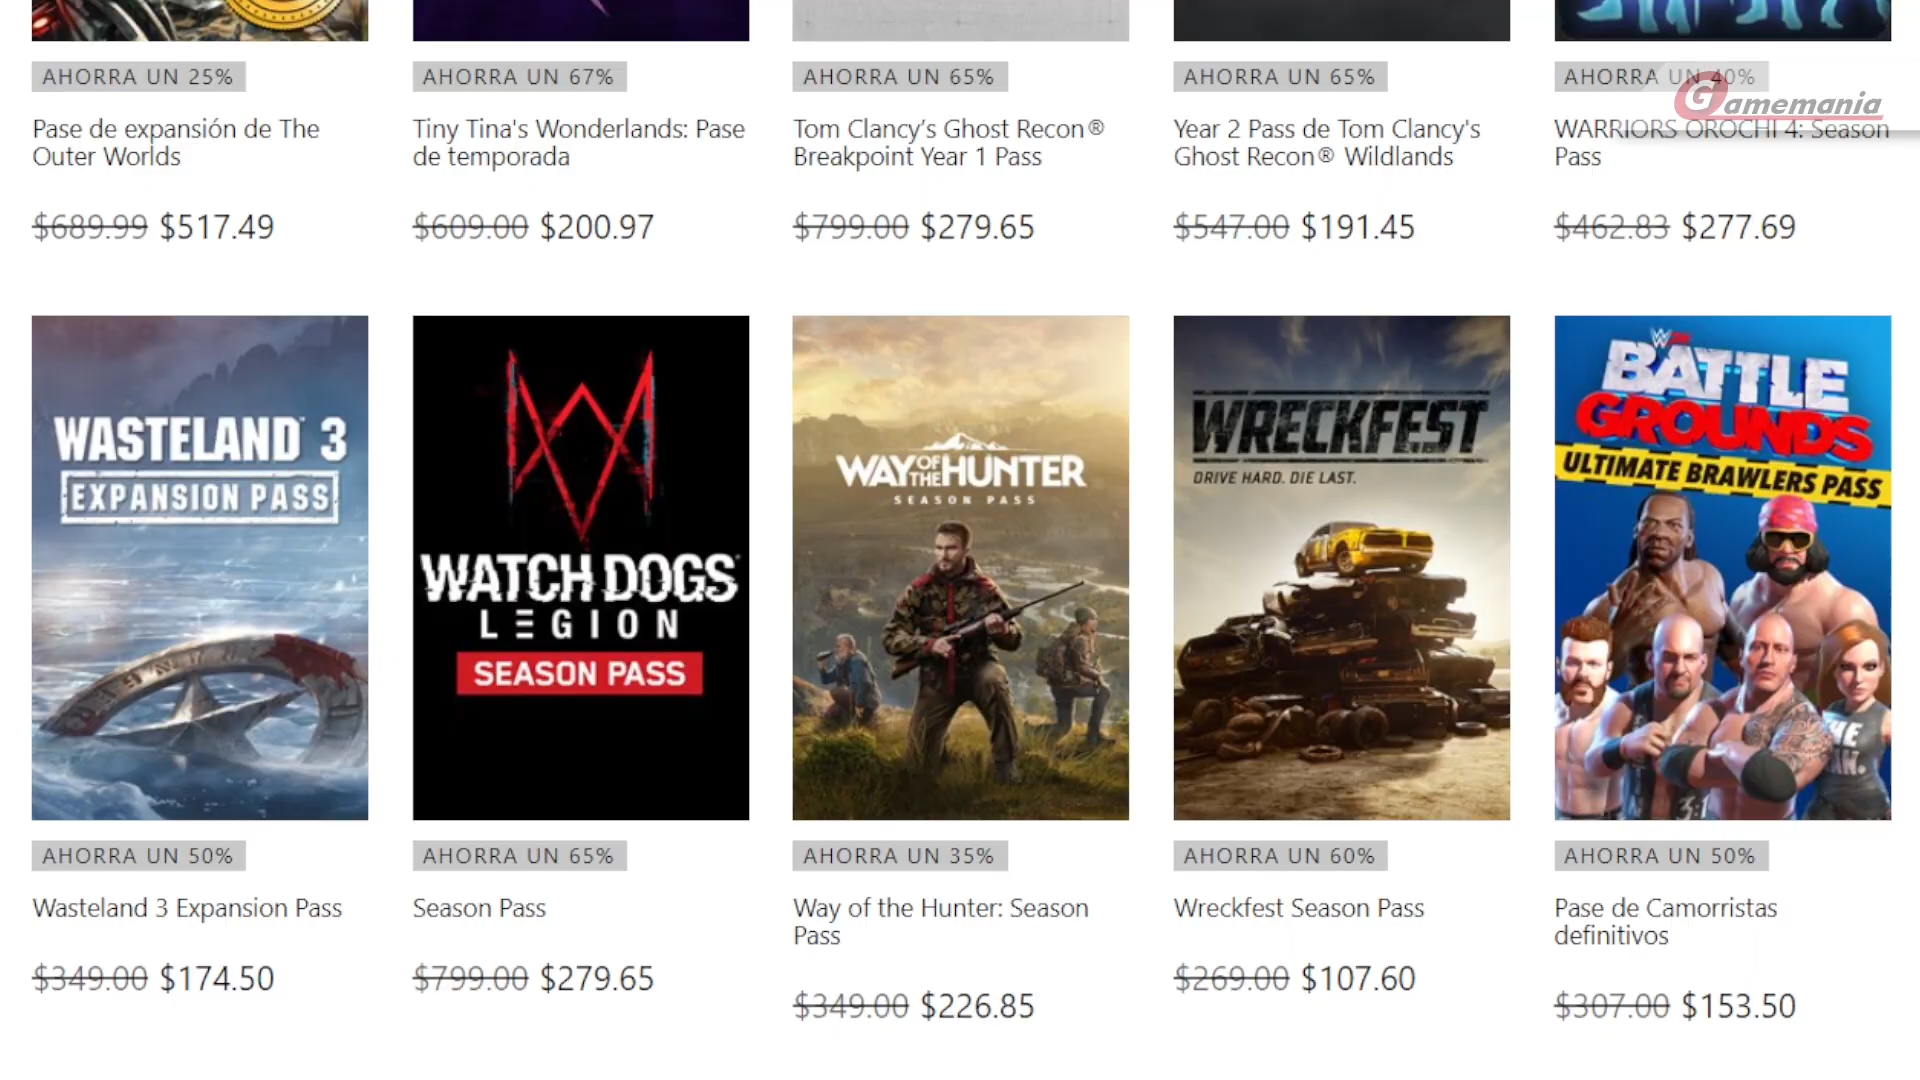 AHORRA UN 25%
Pase de expansión de The
Outer Worlds
$689.99 $517.49
AHORRA UN 67%
Tiny Tina's Wonderlands: Pase
de temporada
$609.00 $200.97
AHORRA UN 65%
Tom Clancy’s Ghost Recon®
Breakpoint Year 1 Pass
$799.00 $279.65
AHORRA UN 65%
Year 2 Pass de Tom Clancy's
Ghost Recon® Wildlands
$547.00 $191.45
AHORRA UN 40%
Gamemania
WARRIORS OROCHI 4: Season
Pass
$462.83 $277.69
WASTELAND 3
EXPANSION PASS
AHORRA UN 50%
Wasteland 3 Expansion Pass
$349.00 $174.50
WATCH DOGS
LEGION
SEASON PASS
AHORRA UN 65%
Season Pass
$799.00 $279.65
WAY OF THE HUNTER
SEASON PASS
AHORRA UN 35%
Way of the Hunter: Season
Pass
$349.00 $226.85
WRECKFEST
DRIVE HARD. DIE LAST.
AHORRA UN 60%
Wreckfest Season Pass
$269.00 $107.60
W
BATTLE
GROUNDS
ULTIMATE BRAWLERS PASS
3:1
AHORRA UN 50%
Pase de Camorristas
definitivos
$307.00 $153.50